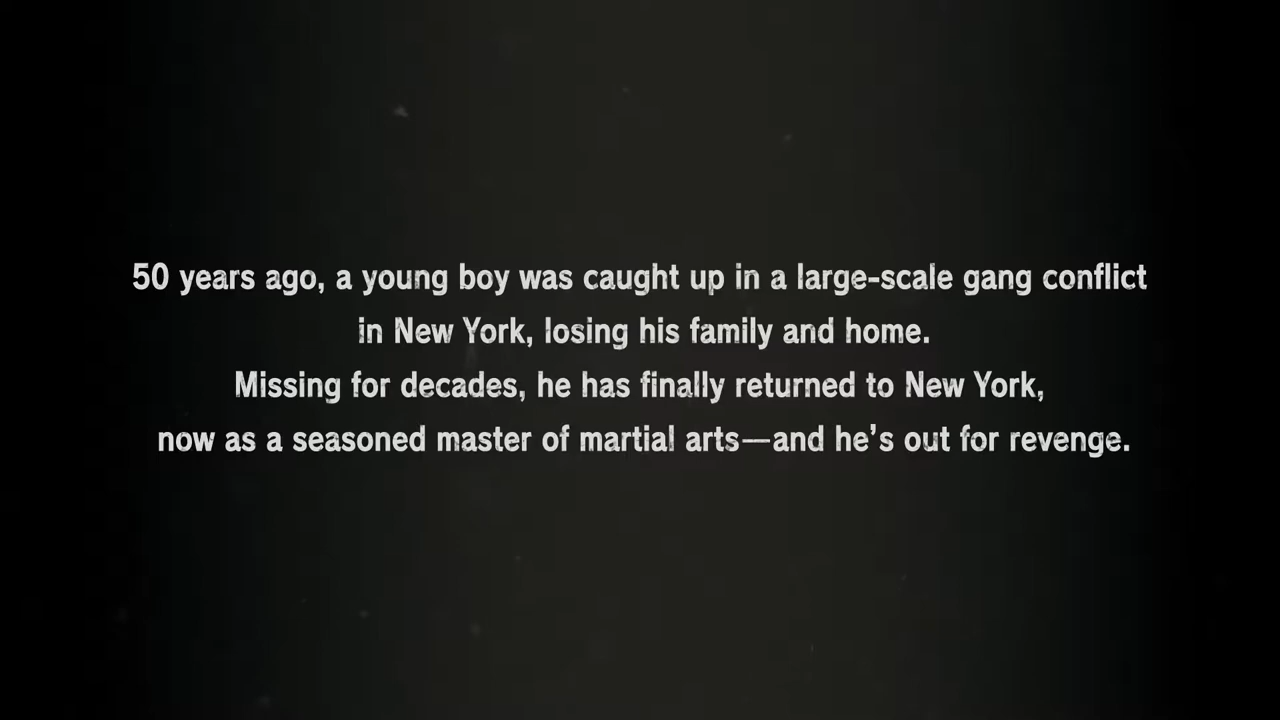 50 years ago, a young boy was caught up in a large-scale gang conflict
in New York, losing his family and home.
Missing for decades, he has finally returned to New York,
now as a seasoned master of martial arts—and he’s out for revenge.